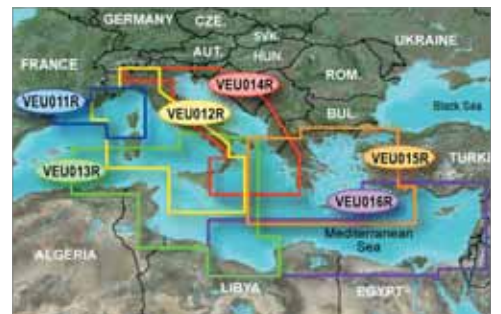 GERMANY
CZE.
UKRAINE
SVK.
AUT.
HUN.
FRANCE
VEU014R
ROM.
VEU011R
VEU012R
Black Sea
BUL.
VEU013R
VEU015R
TURK
VEU016R
Mediterranean
Sea
ALGERIA
LIBYA
EGYPT